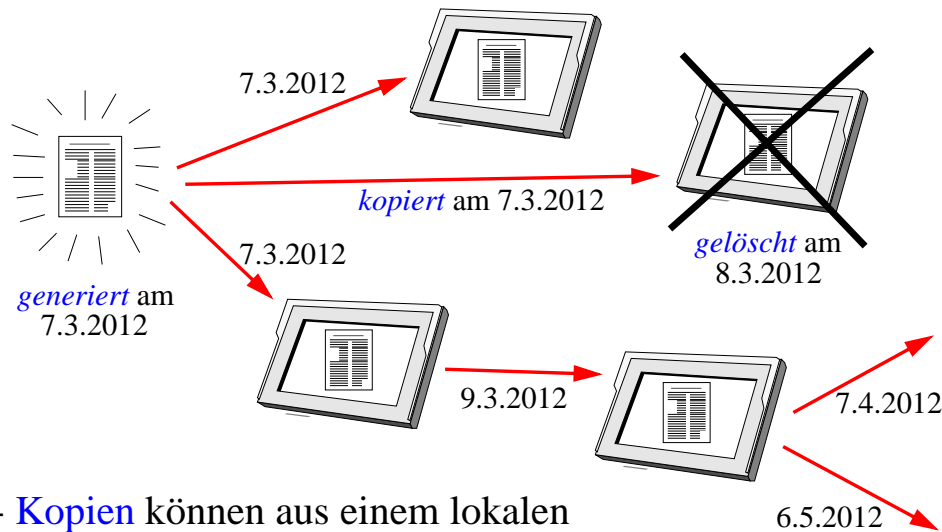 7.3.2012
kopiert am 7.3.2012
gelöscht am
8.3.2012
7.3.2012
generiert am
7.3.2012
9.3.2012
7.4.2012
6.5.2012
- Kopien können aus einem lokalen